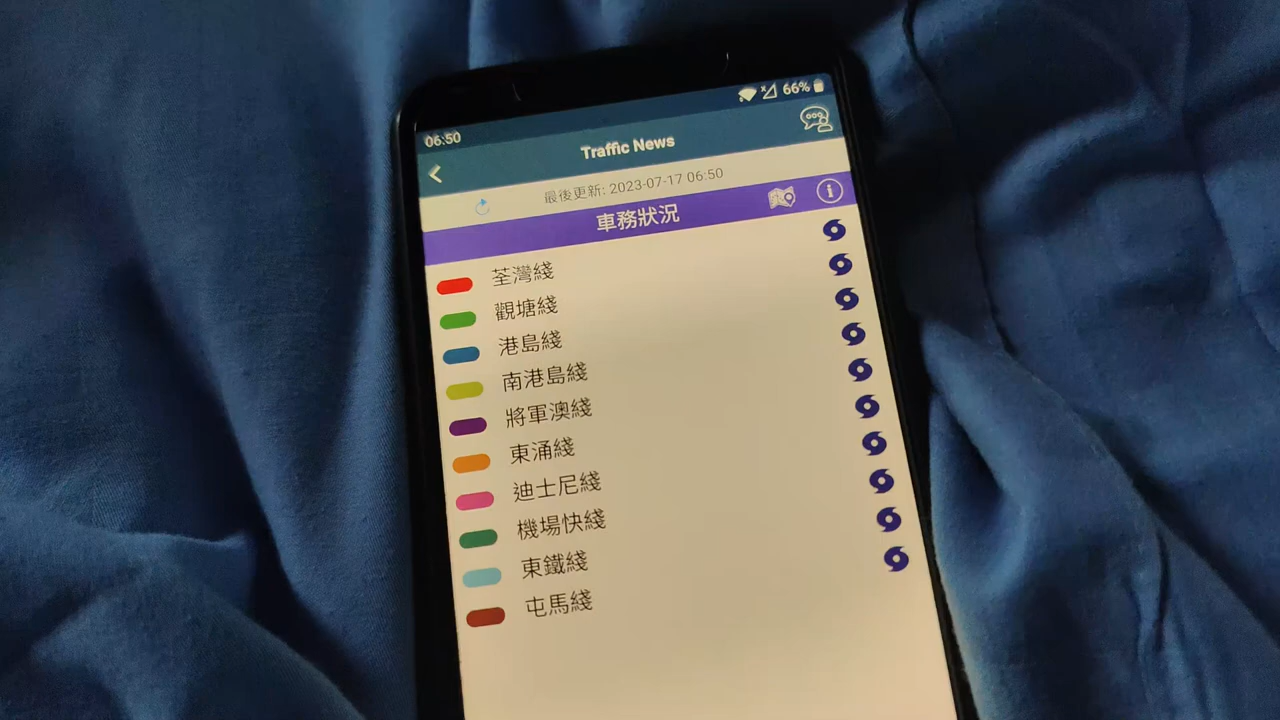 06:50
66%
Traffic News
最後更新: 2023-07-17 06:50
車務狀況
荃灣綫
觀塘綫
港島綫
南港島綫
將軍澳綫
東涌綫
迪士尼綫
機場快綫
東鐵綫
屯馬綫